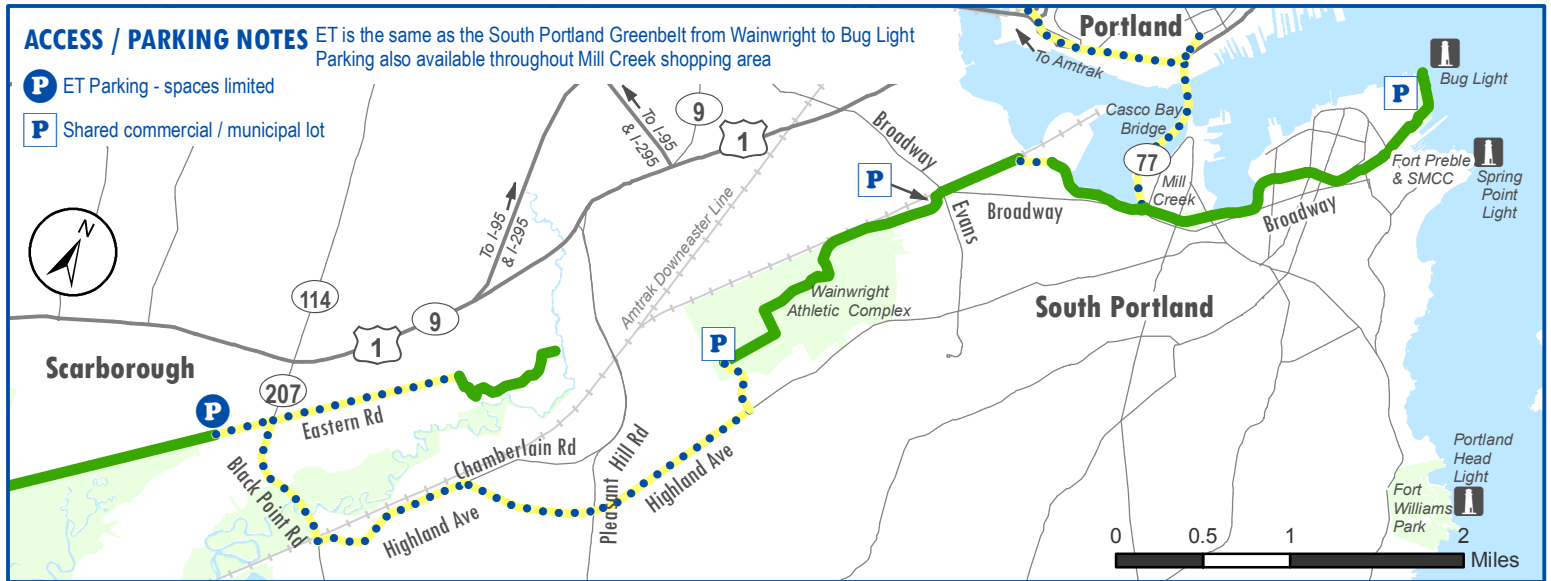 ACCESS / PARKING NOTES
ET is the same as the South Portland Greenbelt from Wainwright to Bug Light
Parking also available throughout Mill Creek shopping area
P ET Parking - spaces limited
P Shared commercial / municipal lot
N
Portland
To Amtrak
Casco Bay
Bridge
77
Mill
Creek
P
Bug Light
Fort Preble
& SMCC
Spring
Point
Light
Broadway
To I-95
& I-295
9
1
Broadway
P
Evans
Broadway
To I-95
& I-295
Amtrak Downeaster Line
Wainwright
Athletic Complex
South Portland
114
9
1
P
Scarborough
207
P
Eastern Rd
Black Point Rd
Chamberlain Rd
Highland Ave
Pleasant Hill Rd
Highland Ave
Portland
Head
Light
Fort
Williams
Park
0 0.5 1 2
Miles